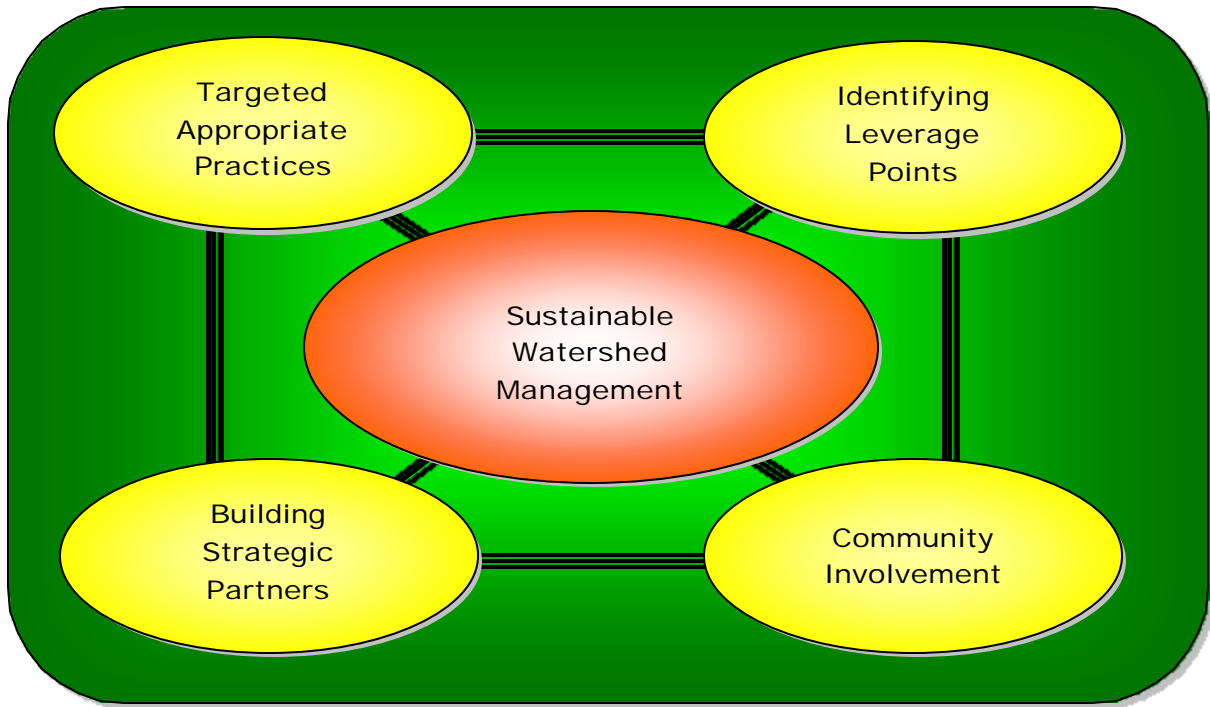 Targeted
Appropriate
Practices
Identifying
Leverage
Points
Sustainable
Watershed
Management
Building
Strategic
Partners
Community
Involvement